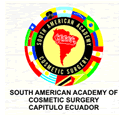 SOUTH AMERICAN ACADEMY
COSMETIC SURGERY
SOUTH AMERICAN ACADEMY OF
COSMETIC SURGERY
CAPITULO ECUADOR